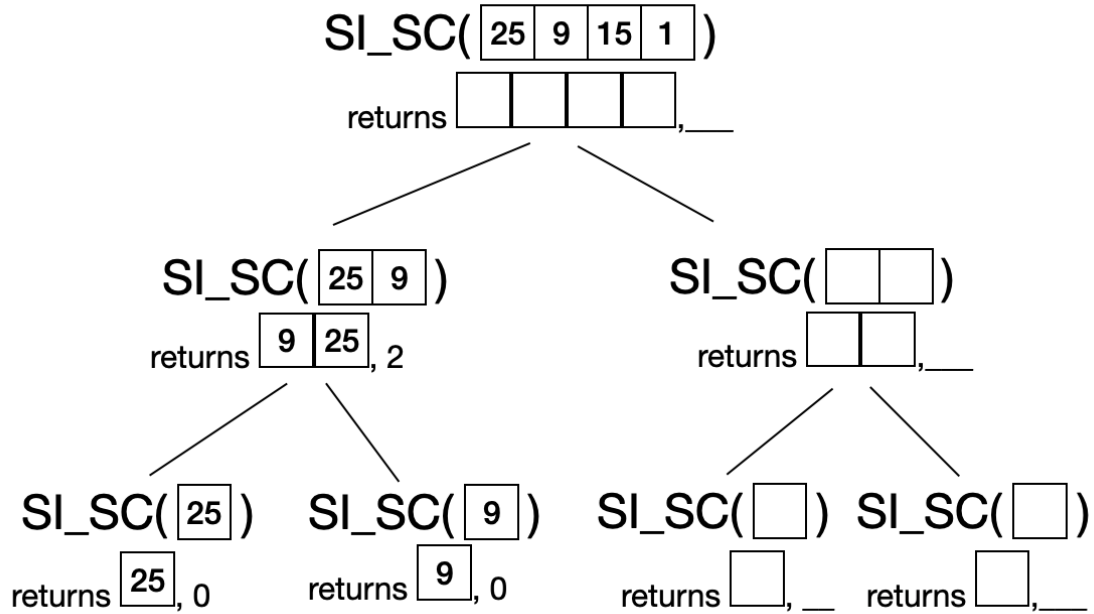 SI_SC( 25 9 15 1 )
returns ,___
SI_SC( 25 9 )
returns 9 25 , 2
SI_SC( )
returns ,___
SI_SC( 25 )
returns 25 , 0
SI_SC( 9 )
returns 9 , 0
SI_SC( )
returns , __
SI_SC( )
returns ,___